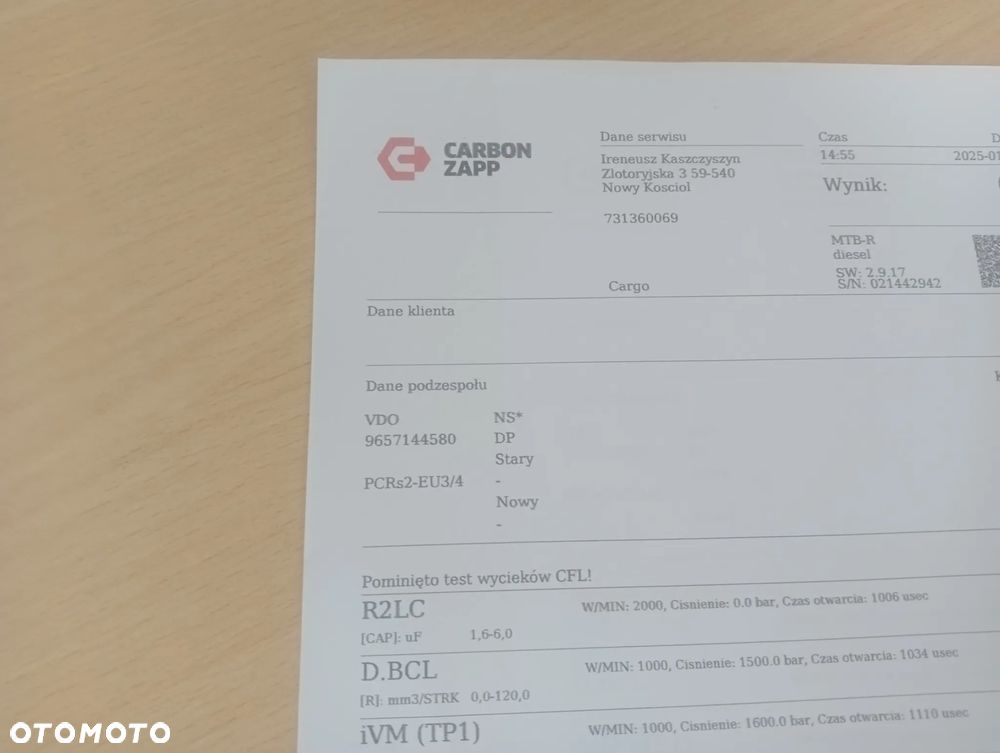 CARBON
ZAPP
Dane serwisu
Ireneusz Kaszczyszyn
Zlotoryjska 3 59-540
Nowy Kosciol
731360069
Cargo
Czas
14:55
D
2025-01
Wynik:
MTB-R
diesel
SW: 2.9.17
S/N: 021442942
Dane klienta
Dane podzespołu
VDO NS*
9657144580 DP
Stary
PCRs2-EU3/4 -
Nowy
-
Pominięto test wycieków CFL!
R2LC W/MIN: 2000, Cisnienie: 0.0 bar, Czas otwarcia: 1006 usec
[CAP]: uF 1,6-6,0
D.BCL W/MIN: 1000, Cisnienie: 1500.0 bar, Czas otwarcia: 1034 usec
[R]: mm3/STRK 0,0-120,0
iVM (TP1) W/MIN: 1000, Cisnienie: 1600.0 bar, Czas otwarcia: 1110 usec
OTOMOTO